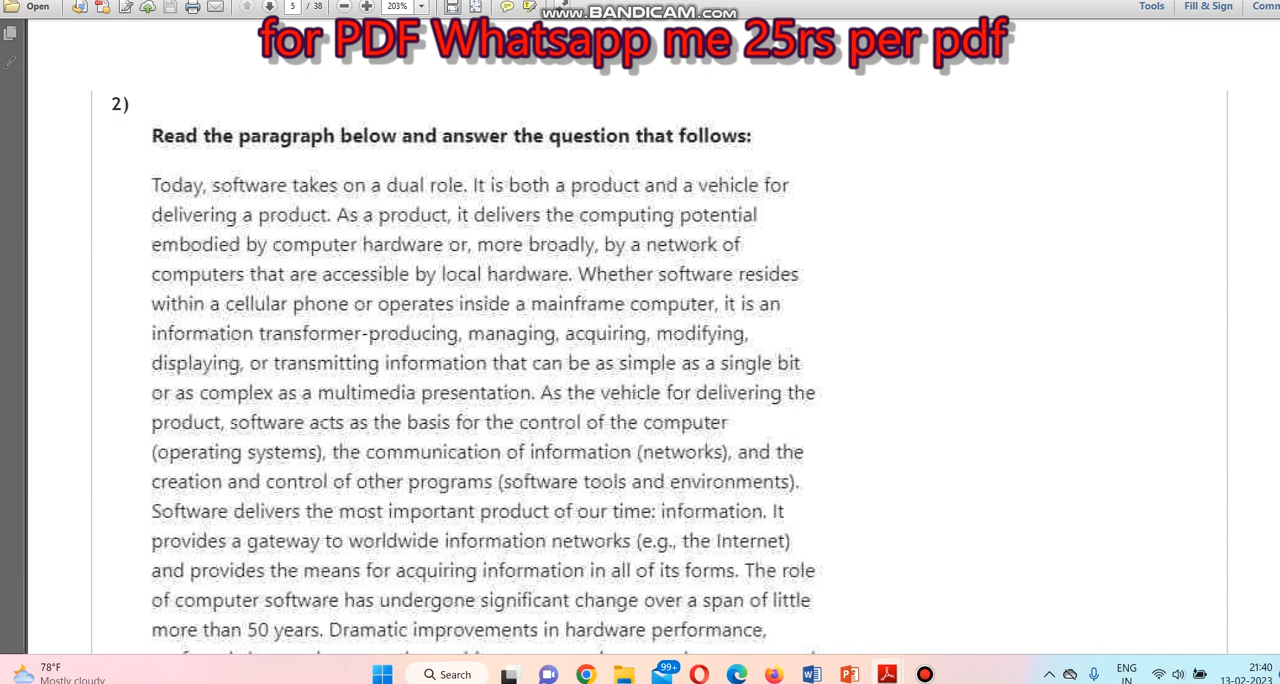 Open
5 / 38
203%
Tools
Fill & Sign
Comm
www.BANDICAM.com
for PDF Whatsapp me 25rs per pdf
2)
Read the paragraph below and answer the question that follows:
Today, software takes on a dual role. It is both a product and a vehicle for
delivering a product. As a product, it delivers the computing potential
embodied by computer hardware or, more broadly, by a network of
computers that are accessible by local hardware. Whether software resides
within a cellular phone or operates inside a mainframe computer, it is an
information transformer-producing, managing, acquiring, modifying,
displaying, or transmitting information that can be as simple as a single bit
or as complex as a multimedia presentation. As the vehicle for delivering the
product, software acts as the basis for the control of the computer
(operating systems), the communication of information (networks), and the
creation and control of other programs (software tools and environments).
Software delivers the most important product of our time: information. It
provides a gateway to worldwide information networks (e.g., the Internet)
and provides the means for acquiring information in all of its forms. The role
of computer software has undergone significant change over a span of little
more than 50 years. Dramatic improvements in hardware performance,
78°F
Mostly cloudy
Search
99+
ENG
IN
21:40
13-02-2023